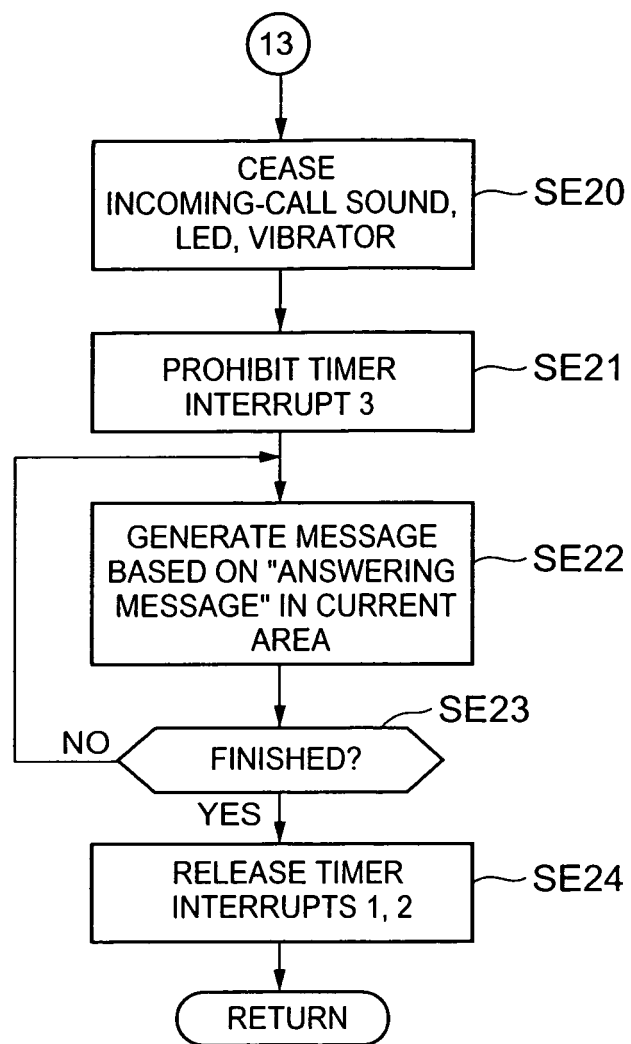 13
CEASE
INCOMING-CALL SOUND,
LED, VIBRATOR
SE20
PROHIBIT TIMER
INTERRUPT 3
SE21
GENERATE MESSAGE
BASED ON "ANSWERING
MESSAGE" IN CURRENT
AREA
SE22
SE23
NO
FINISHED?
YES
RELEASE TIMER
INTERRUPTS 1, 2
SE24
RETURN